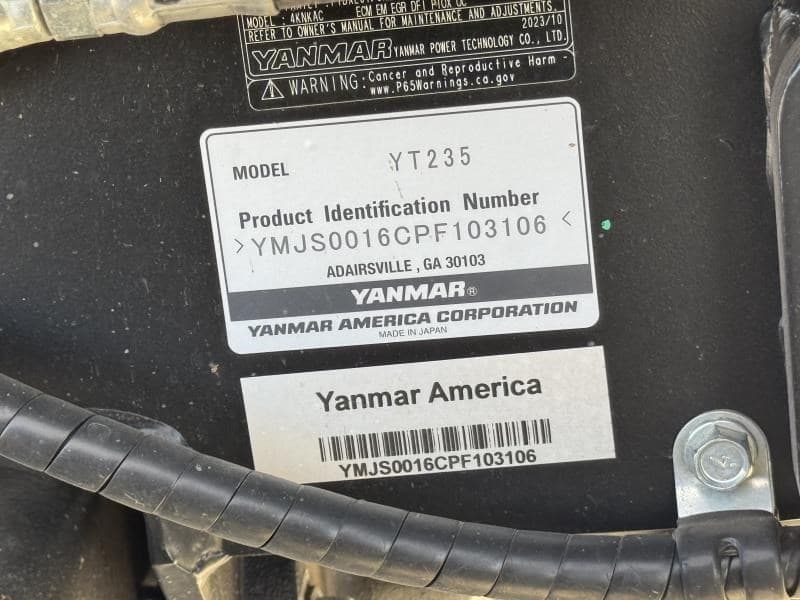 MODEL : 4KNKAC ECM EM EGR DFI PTOX OC
REFER TO OWNER'S MANUAL FOR MAINTENANCE AND ADJUSTMENTS.
2023/10
YANMAR YANMAR POWER TECHNOLOGY CO., LTD.
⚠ WARNING: Cancer and Reproductive Harm -
www.P65Warnings.ca.gov
MODEL YT235
Product Identification Number
> YMJS0016CPF103106 <
ADAIRSVILLE , GA 30103
YANMAR®
YANMAR AMERICA CORPORATION
MADE IN JAPAN
Yanmar America
YMJS0016CPF103106